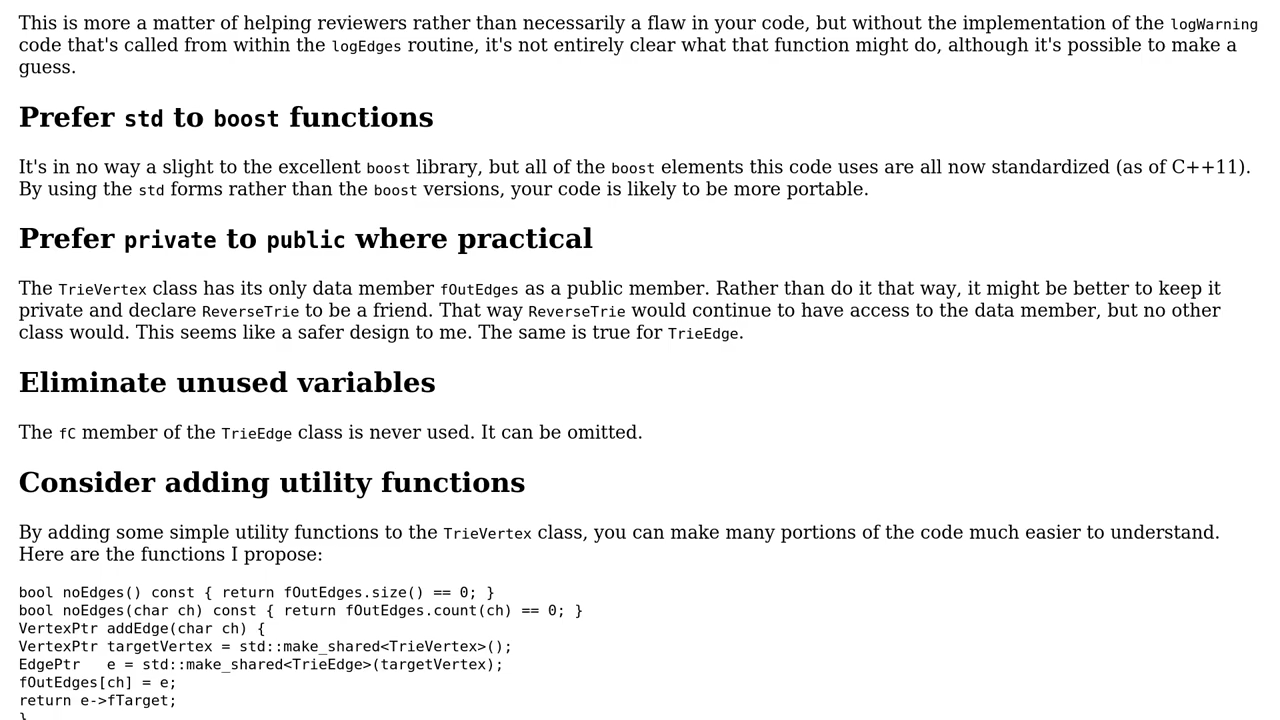 This is more a matter of helping reviewers rather than necessarily a flaw in your code, but without the implementation of the logWarning
code that's called from within the logEdges routine, it's not entirely clear what that function might do, although it's possible to make a
guess.
Prefer std to boost functions
It's in no way a slight to the excellent boost library, but all of the boost elements this code uses are all now standardized (as of C++11).
By using the std forms rather than the boost versions, your code is likely to be more portable.
Prefer private to public where practical
The TrieVertex class has its only data member fOutEdges as a public member. Rather than do it that way, it might be better to keep it
private and declare ReverseTrie to be a friend. That way ReverseTrie would continue to have access to the data member, but no other
class would. This seems like a safer design to me. The same is true for TrieEdge.
Eliminate unused variables
The fC member of the TrieEdge class is never used. It can be omitted.
Consider adding utility functions
By adding some simple utility functions to the TrieVertex class, you can make many portions of the code much easier to understand.
Here are the functions I propose:
bool noEdges() const { return fOutEdges.size() == 0; }
bool noEdges(char ch) const { return fOutEdges.count(ch) == 0; }
VertexPtr addEdge(char ch) {
VertexPtr targetVertex = std::make_shared<TrieVertex>();
EdgePtr   e = std::make_shared<TrieEdge>(targetVertex);
fOutEdges[ch] = e;
return e->fTarget;
}